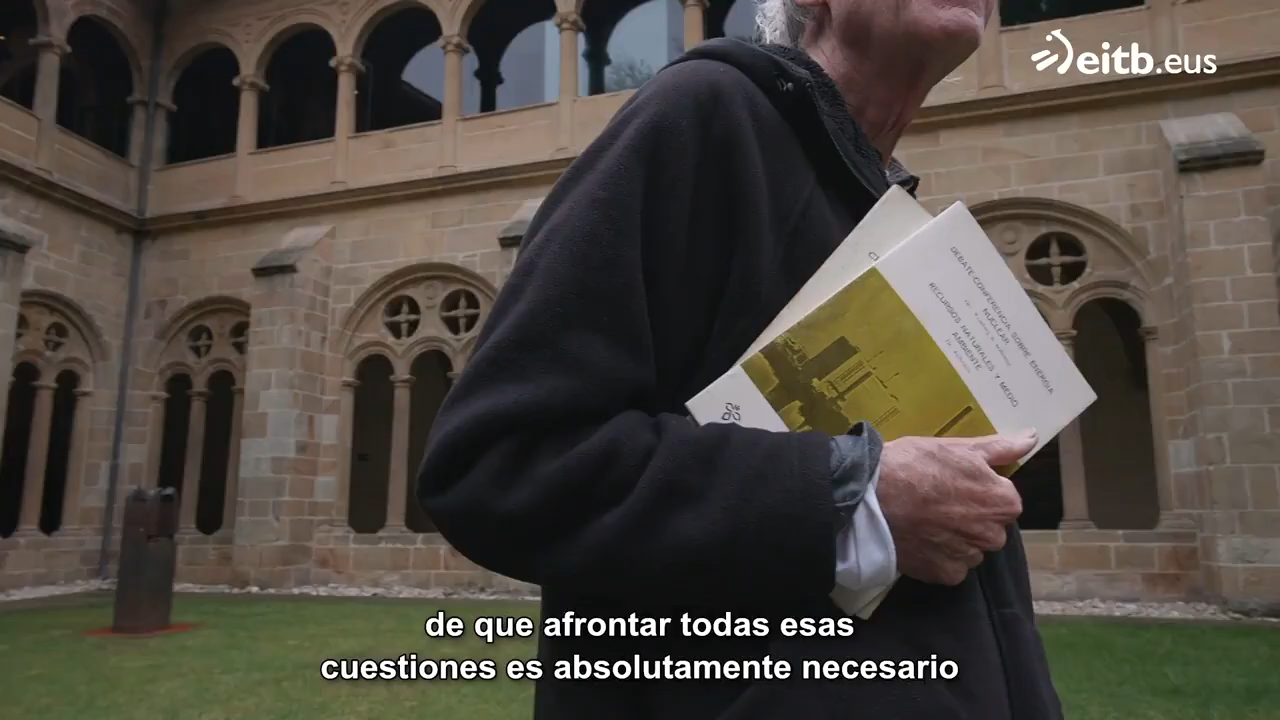 eitb.eus
DEBATE-CONFERENCIA SOBRE ENERGIA
NUCLEAR
RECURSOS NATURALES Y MEDIO
AMBIENTE
de que afrontar todas esas
cuestiones es absolutamente necesario